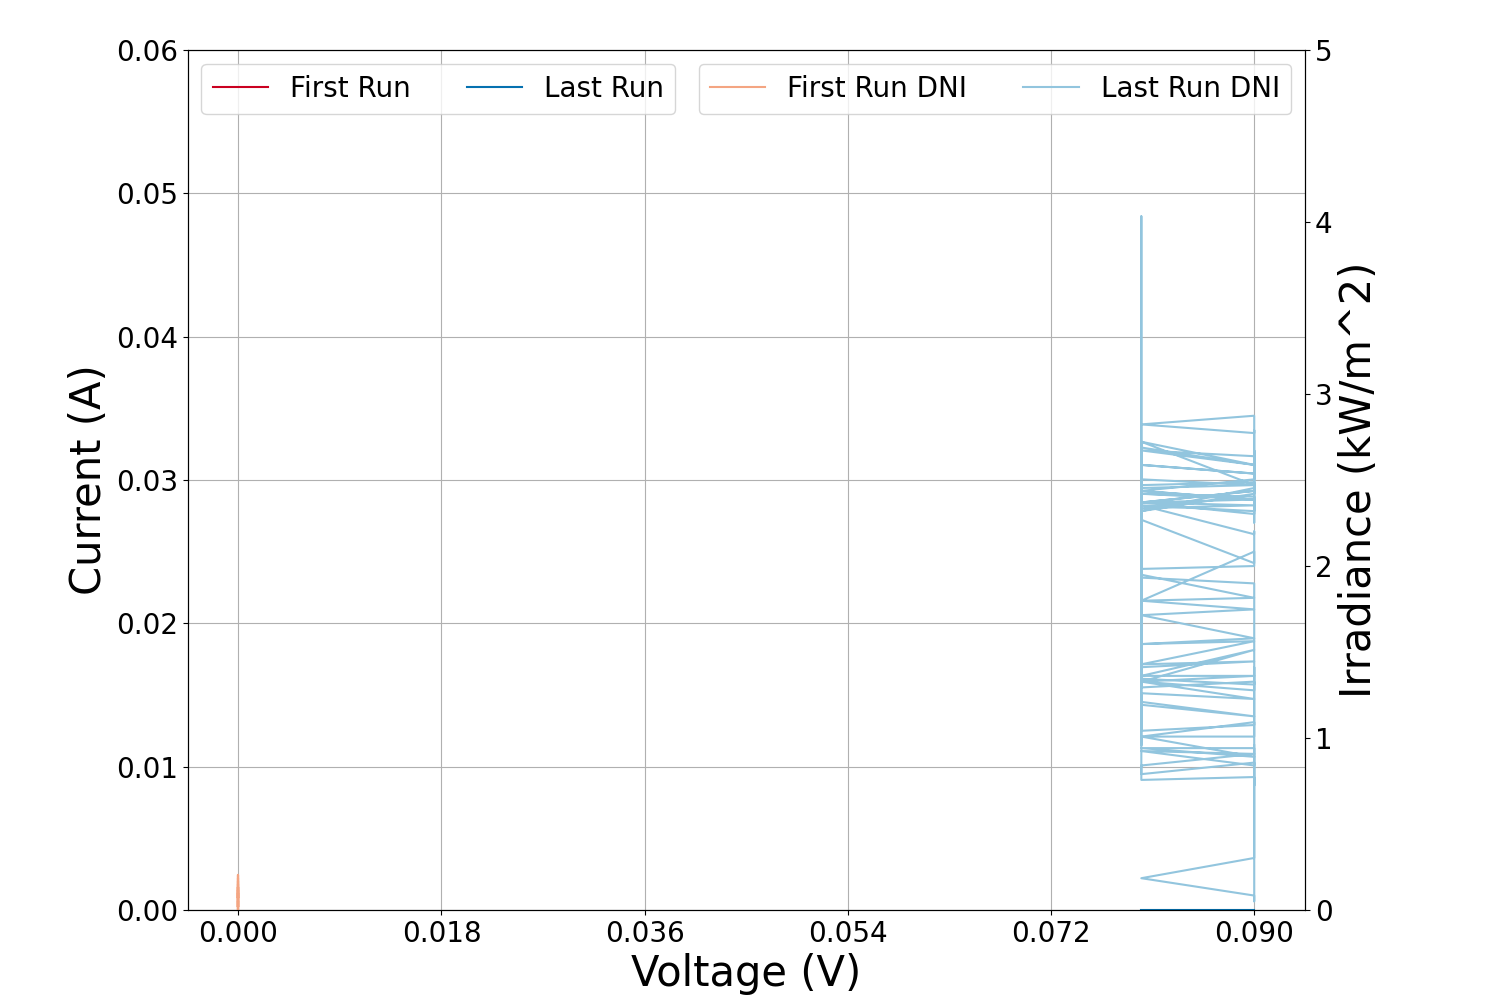 First Run
Last Run
First Run DNI
Last Run DNI
0.06
0.05
0.04
0.03
0.02
0.01
0.00
Current (A)
5
4
3
2
1
0
Irradiance (kW/m^2)
0.000 0.018 0.036 0.054 0.072 0.090
Voltage (V)